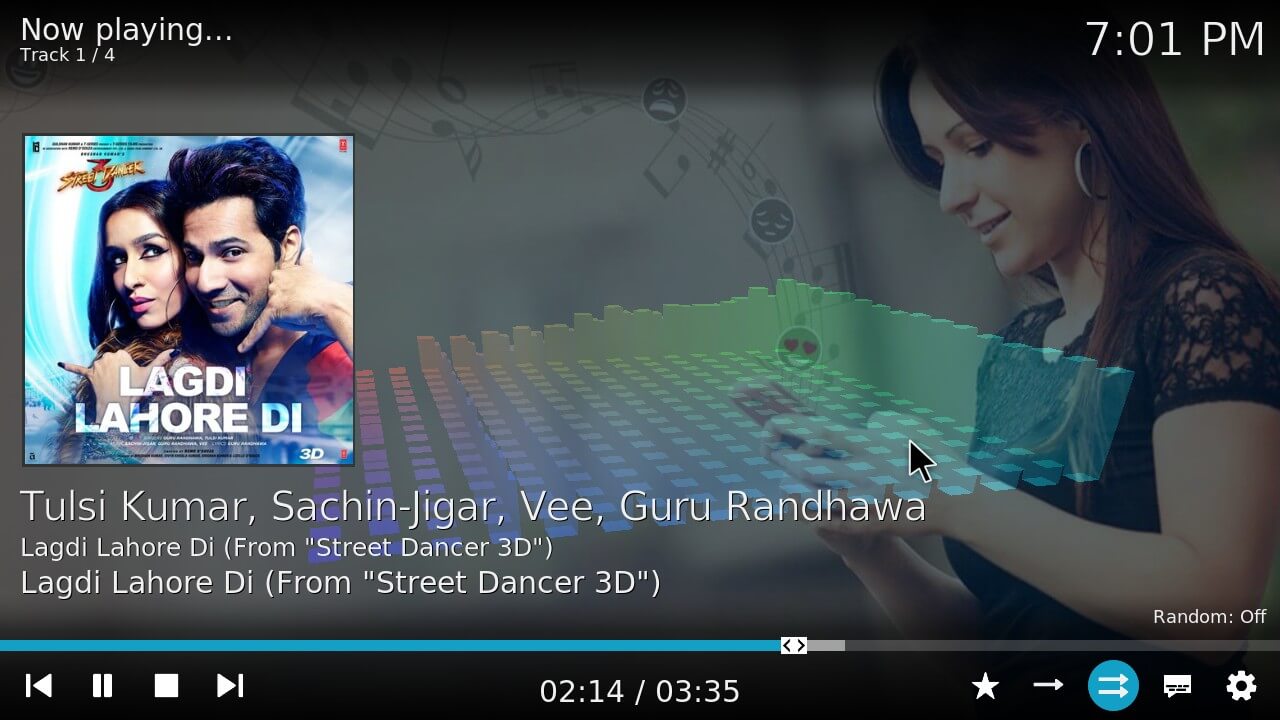 Now playing...
7:01 PM
Track 1 / 4
STREET DANCER
3
LAGDI
LAHORE DI
3D
Tulsi Kumar, Sachin-Jigar, Vee, Guru Randhawa
Lagdi Lahore Di (From "Street Dancer 3D")
Lagdi Lahore Di (From "Street Dancer 3D")
Random: Off
02:14 / 03:35